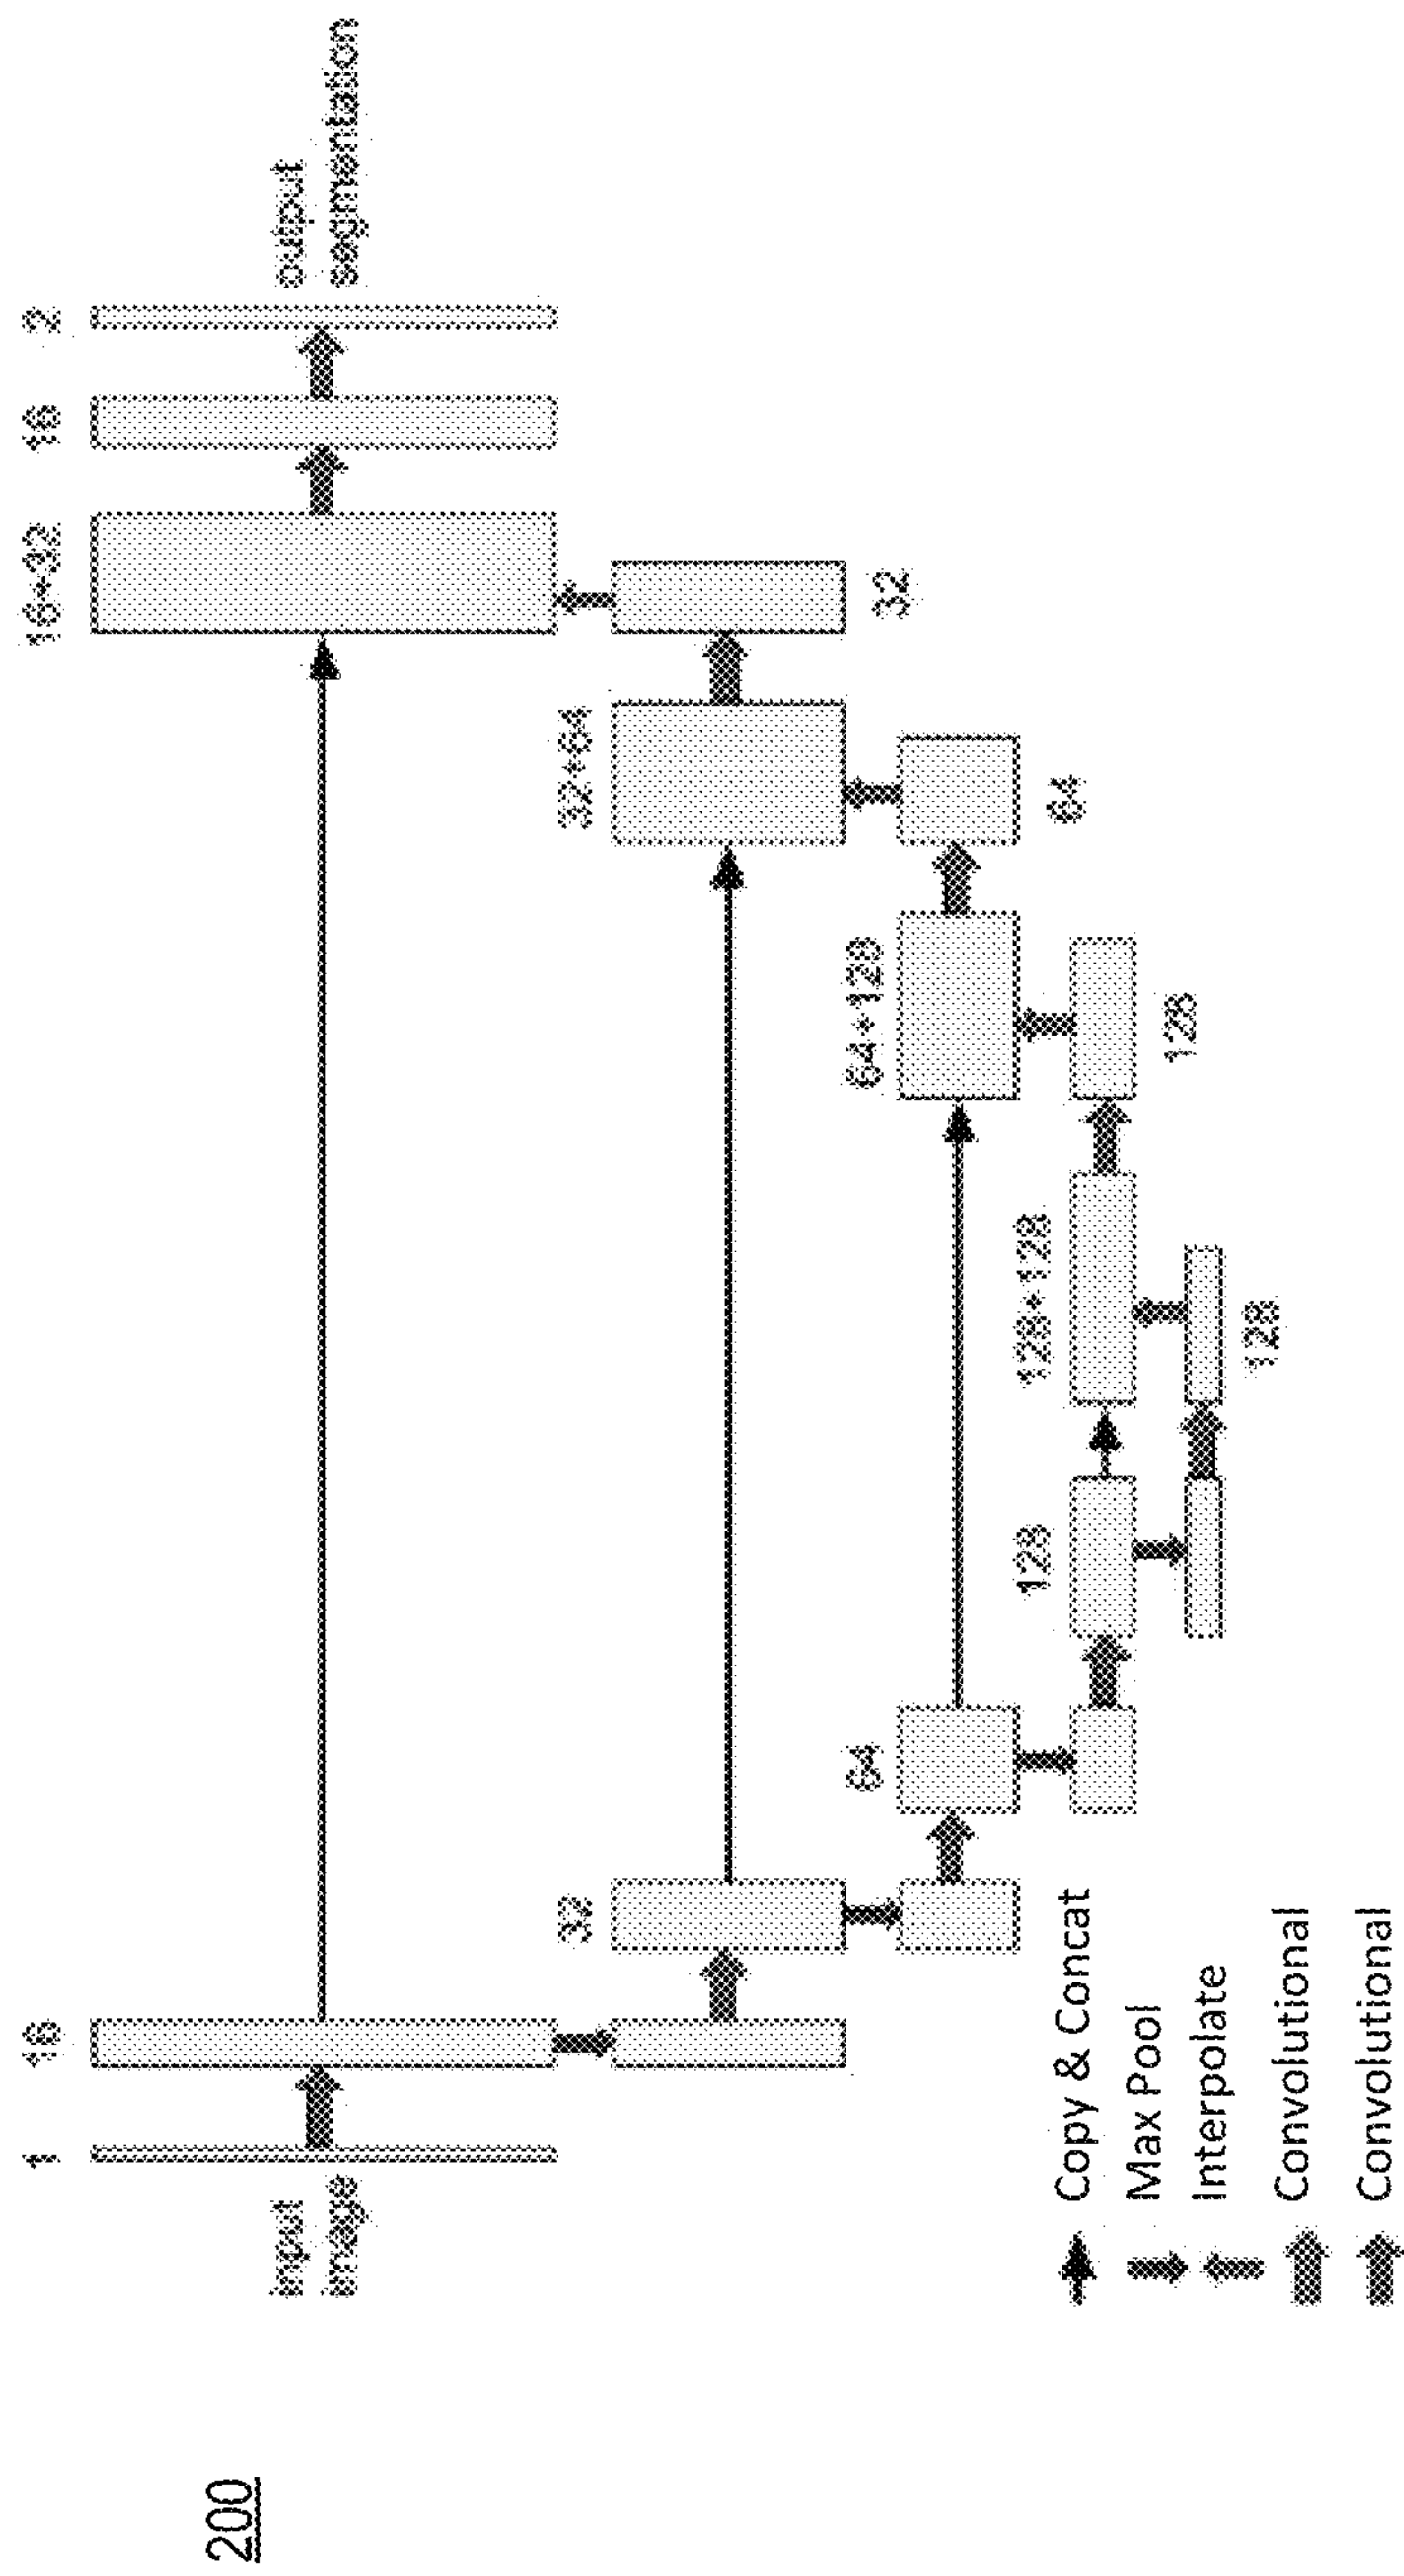 200
input
image
1
16
16+32
16
2
output
segmentation
32
32+64
32
64
64+128
64
128
128+128
128
128
Copy & Concat
Max Pool
Interpolate
Convolutional
Convolutional